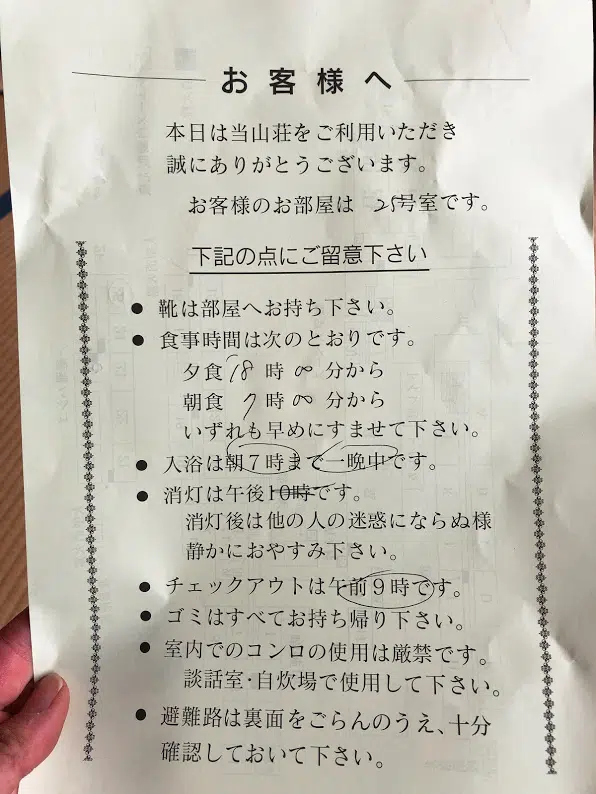 お客様へ
本日は当山荘をご利用いただき
誠にありがとうございます。
お客様のお部屋は 25号室です。
下記の点にご留意下さい
● 靴は部屋へお持ち下さい。
● 食事時間は次のとおりです。
夕食 18 時 00 分から
朝食 7 時 00 分から
いずれも早めにすませて下さい。
● 入浴は朝7時まで一晩中です。
● 消灯は午後10時です。
消灯後は他の人の迷惑にならぬ様
静かにおやすみ下さい。
● チェックアウトは午前9時です。
● ゴミはすべてお持ち帰り下さい。
● 室内でのコンロの使用は厳禁です。
談話室・自炊場で使用して下さい。
● 避難路は裏面をごらんのうえ、十分
確認しておいて下さい。